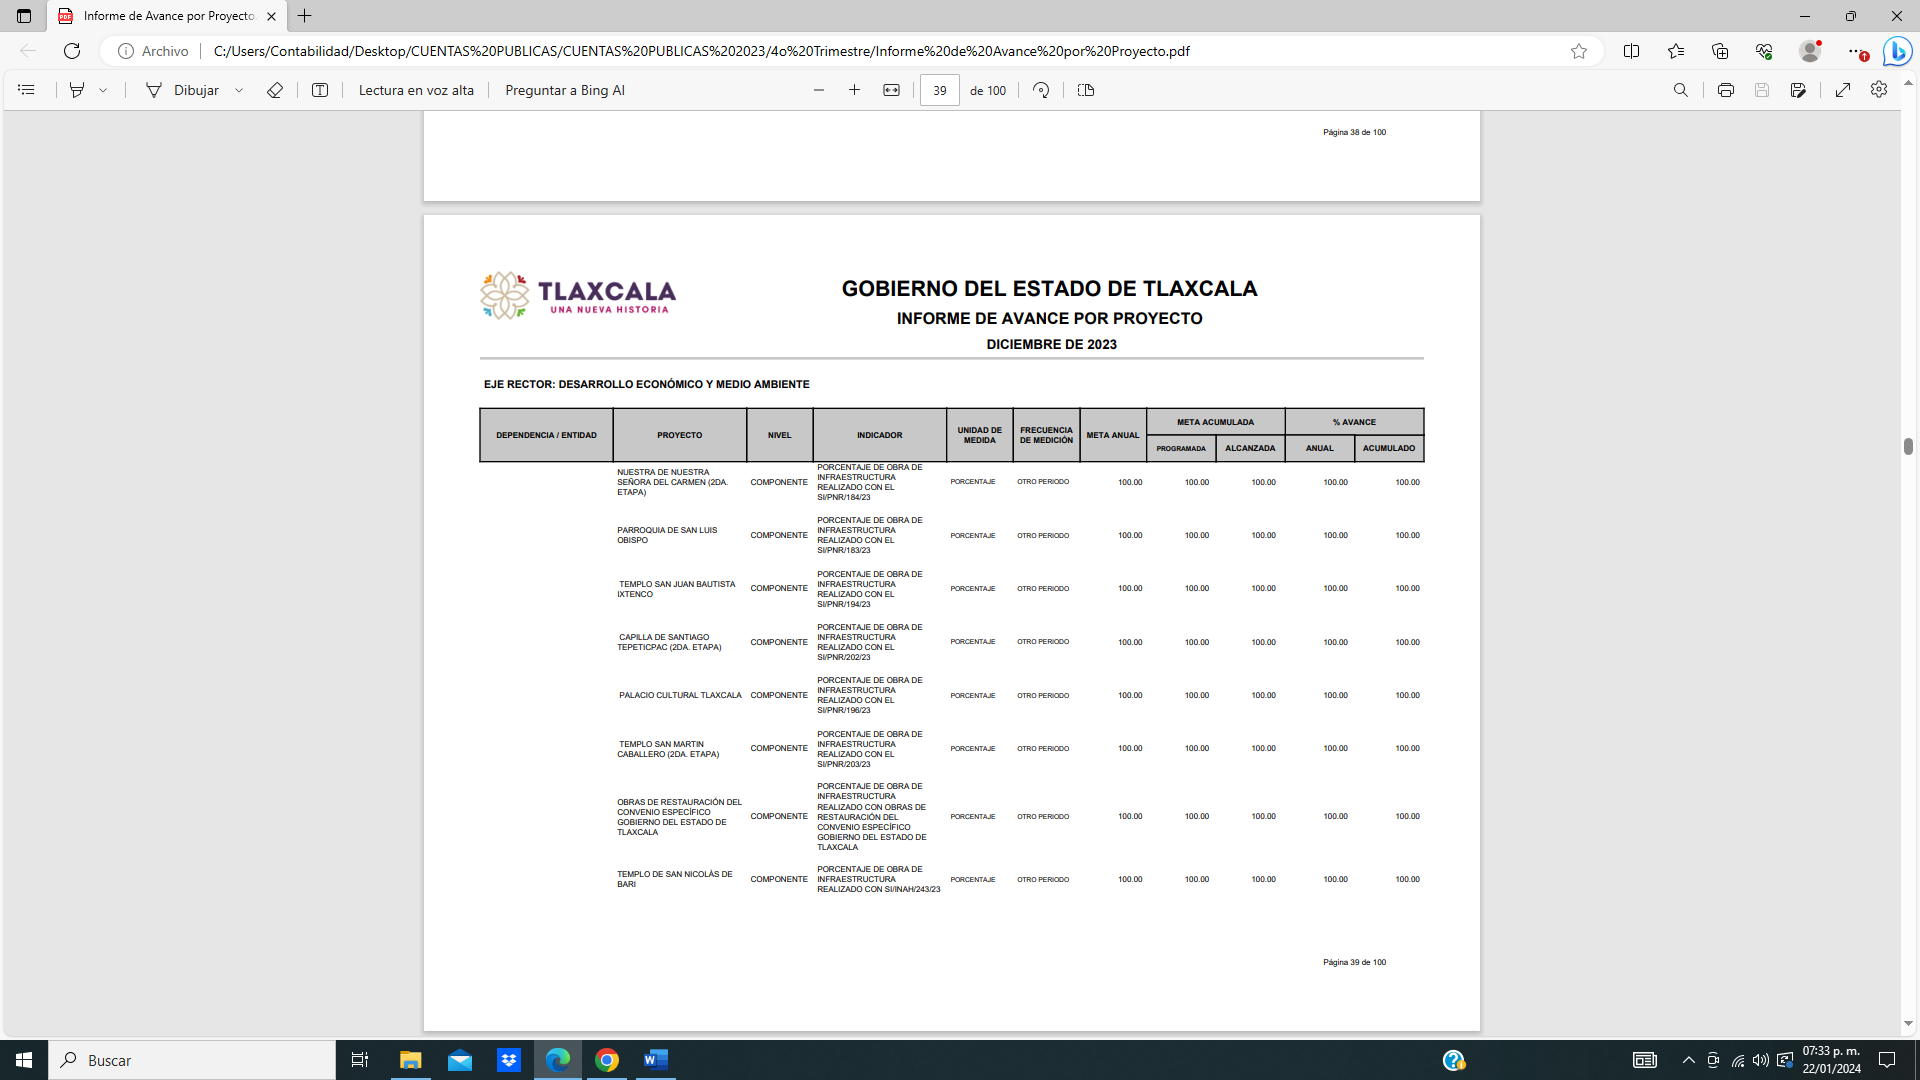 Informe de Avance por Proyecto
Archivo
C:/Users/Contabilidad/Desktop/CUENTAS%20PUBLICAS/CUENTAS%20PUBLICAS%202023/4o%20Trimestre/Informe%20de%20Avance%20por%20Proyecto.pdf
Dibujar
Lectura en voz alta
Preguntar a Bing AI
39
de 100
Página 38 de 100
TLAXCALA
UNA NUEVA HISTORIA
GOBIERNO DEL ESTADO DE TLAXCALA
INFORME DE AVANCE POR PROYECTO
DICIEMBRE DE 2023
EJE RECTOR: DESARROLLO ECONÓMICO Y MEDIO AMBIENTE
DEPENDENCIA / ENTIDAD
PROYECTO
NIVEL
INDICADOR
UNIDAD DE
MEDIDA
FRECUENCIA
DE MEDICIÓN
META ANUAL
META ACUMULADA
PROGRAMADA
ALCANZADA
% AVANCE
ANUAL
ACUMULADO
NUESTRA DE NUESTRA
SEÑORA DEL CARMEN (2DA.
ETAPA)
COMPONENTE
PORCENTAJE DE OBRA DE
INFRAESTRUCTURA
REALIZADO CON EL
SI/PNR/184/23
PORCENTAJE
OTRO PERIODO
100.00
100.00
100.00
100.00
100.00
PARROQUIA DE SAN LUIS
OBISPO
COMPONENTE
PORCENTAJE DE OBRA DE
INFRAESTRUCTURA
REALIZADO CON EL
SI/PNR/183/23
PORCENTAJE
OTRO PERIODO
100.00
100.00
100.00
100.00
100.00
TEMPLO SAN JUAN BAUTISTA
IXTENCO
COMPONENTE
PORCENTAJE DE OBRA DE
INFRAESTRUCTURA
REALIZADO CON EL
SI/PNR/194/23
PORCENTAJE
OTRO PERIODO
100.00
100.00
100.00
100.00
100.00
CAPILLA DE SANTIAGO
TEPETICPAC (2DA. ETAPA)
COMPONENTE
PORCENTAJE DE OBRA DE
INFRAESTRUCTURA
REALIZADO CON EL
SI/PNR/202/23
PORCENTAJE
OTRO PERIODO
100.00
100.00
100.00
100.00
100.00
PALACIO CULTURAL TLAXCALA
COMPONENTE
PORCENTAJE DE OBRA DE
INFRAESTRUCTURA
REALIZADO CON EL
SI/PNR/196/23
PORCENTAJE
OTRO PERIODO
100.00
100.00
100.00
100.00
100.00
TEMPLO SAN MARTIN
CABALLERO (2DA. ETAPA)
COMPONENTE
PORCENTAJE DE OBRA DE
INFRAESTRUCTURA
REALIZADO CON EL
SI/PNR/203/23
PORCENTAJE
OTRO PERIODO
100.00
100.00
100.00
100.00
100.00
OBRAS DE RESTAURACIÓN DEL
CONVENIO ESPECÍFICO
GOBIERNO DEL ESTADO DE
TLAXCALA
COMPONENTE
PORCENTAJE DE OBRA DE
INFRAESTRUCTURA
REALIZADO CON OBRAS DE
RESTAURACIÓN DEL
CONVENIO ESPECÍFICO
GOBIERNO DEL ESTADO DE
TLAXCALA
PORCENTAJE
OTRO PERIODO
100.00
100.00
100.00
100.00
100.00
TEMPLO DE SAN NICOLÀS DE
BARI
COMPONENTE
PORCENTAJE DE OBRA DE
INFRAESTRUCTURA
REALIZADO CON SI/INAH/243/23
PORCENTAJE
OTRO PERIODO
100.00
100.00
100.00
100.00
100.00
Página 39 de 100
Buscar
07:33 p. m.
22/01/2024